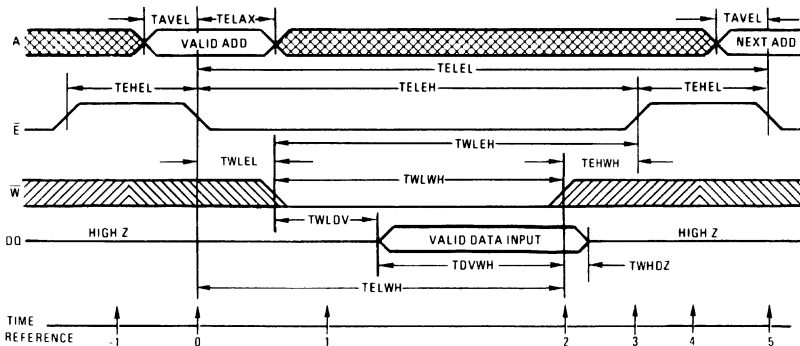 TAVEL TELAX TAVEL
A VALID ADD NEXT ADD
TELEL
TEHEL TELEH TEHEL
E
TWLEH
TWLEL TEHWH
TWLWH
W
TWLDV
DQ HIGH Z VALID DATA INPUT HIGH Z
TDVWH TWHDZ
TELWH
TIME
REFERENCE -1 0 1 2 3 4 5